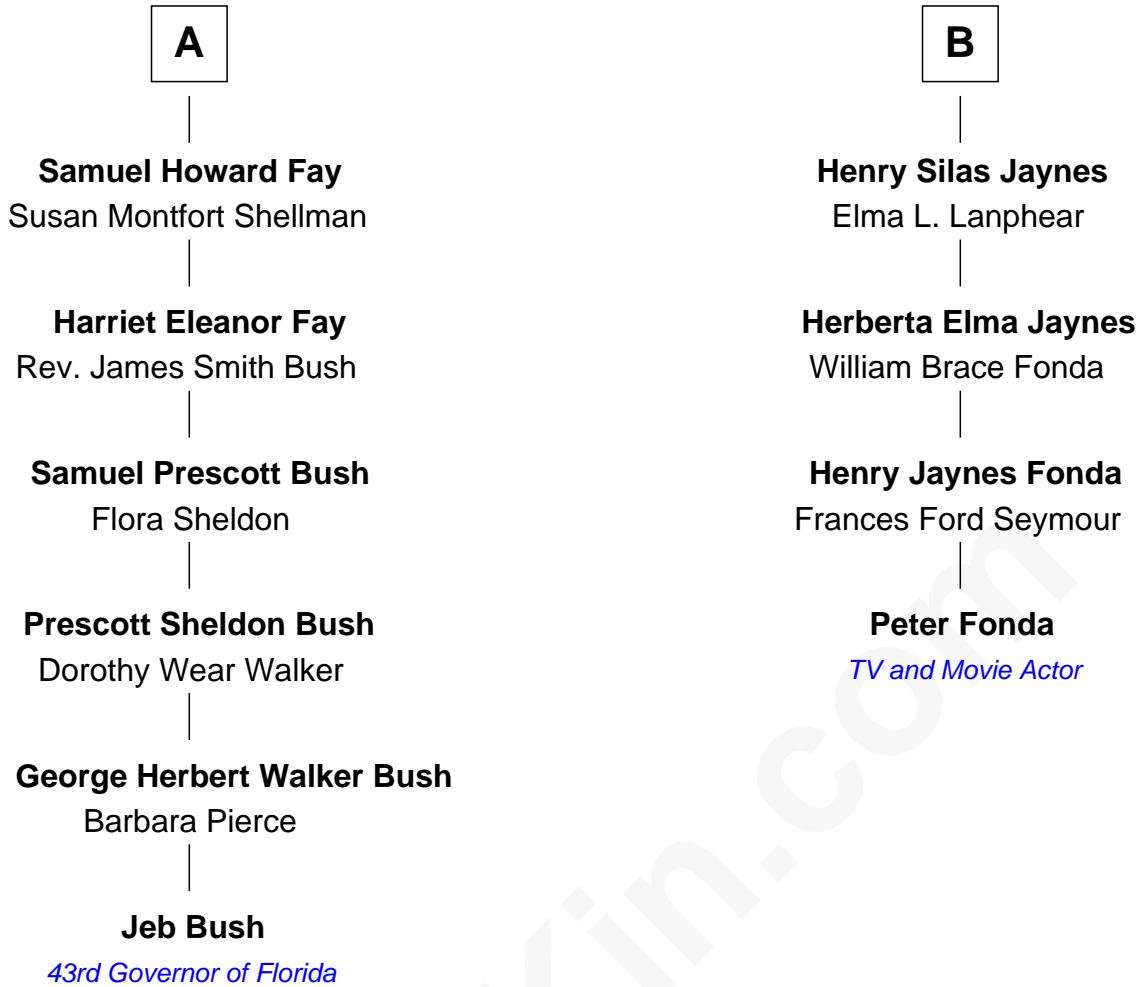 A
Samuel Howard Fay
Susan Montfort Shellman
Harriet Eleanor Fay
Rev. James Smith Bush
Samuel Prescott Bush
Flora Sheldon
Prescott Sheldon Bush
Dorothy Wear Walker
George Herbert Walker Bush
Barbara Pierce
Jeb Bush
43rd Governor of Florida
B
Henry Silas Jaynes
Elma L. Lanphear
Herberta Elma Jaynes
William Brace Fonda
Henry Jaynes Fonda
Frances Ford Seymour
Peter Fonda
TV and Movie Actor